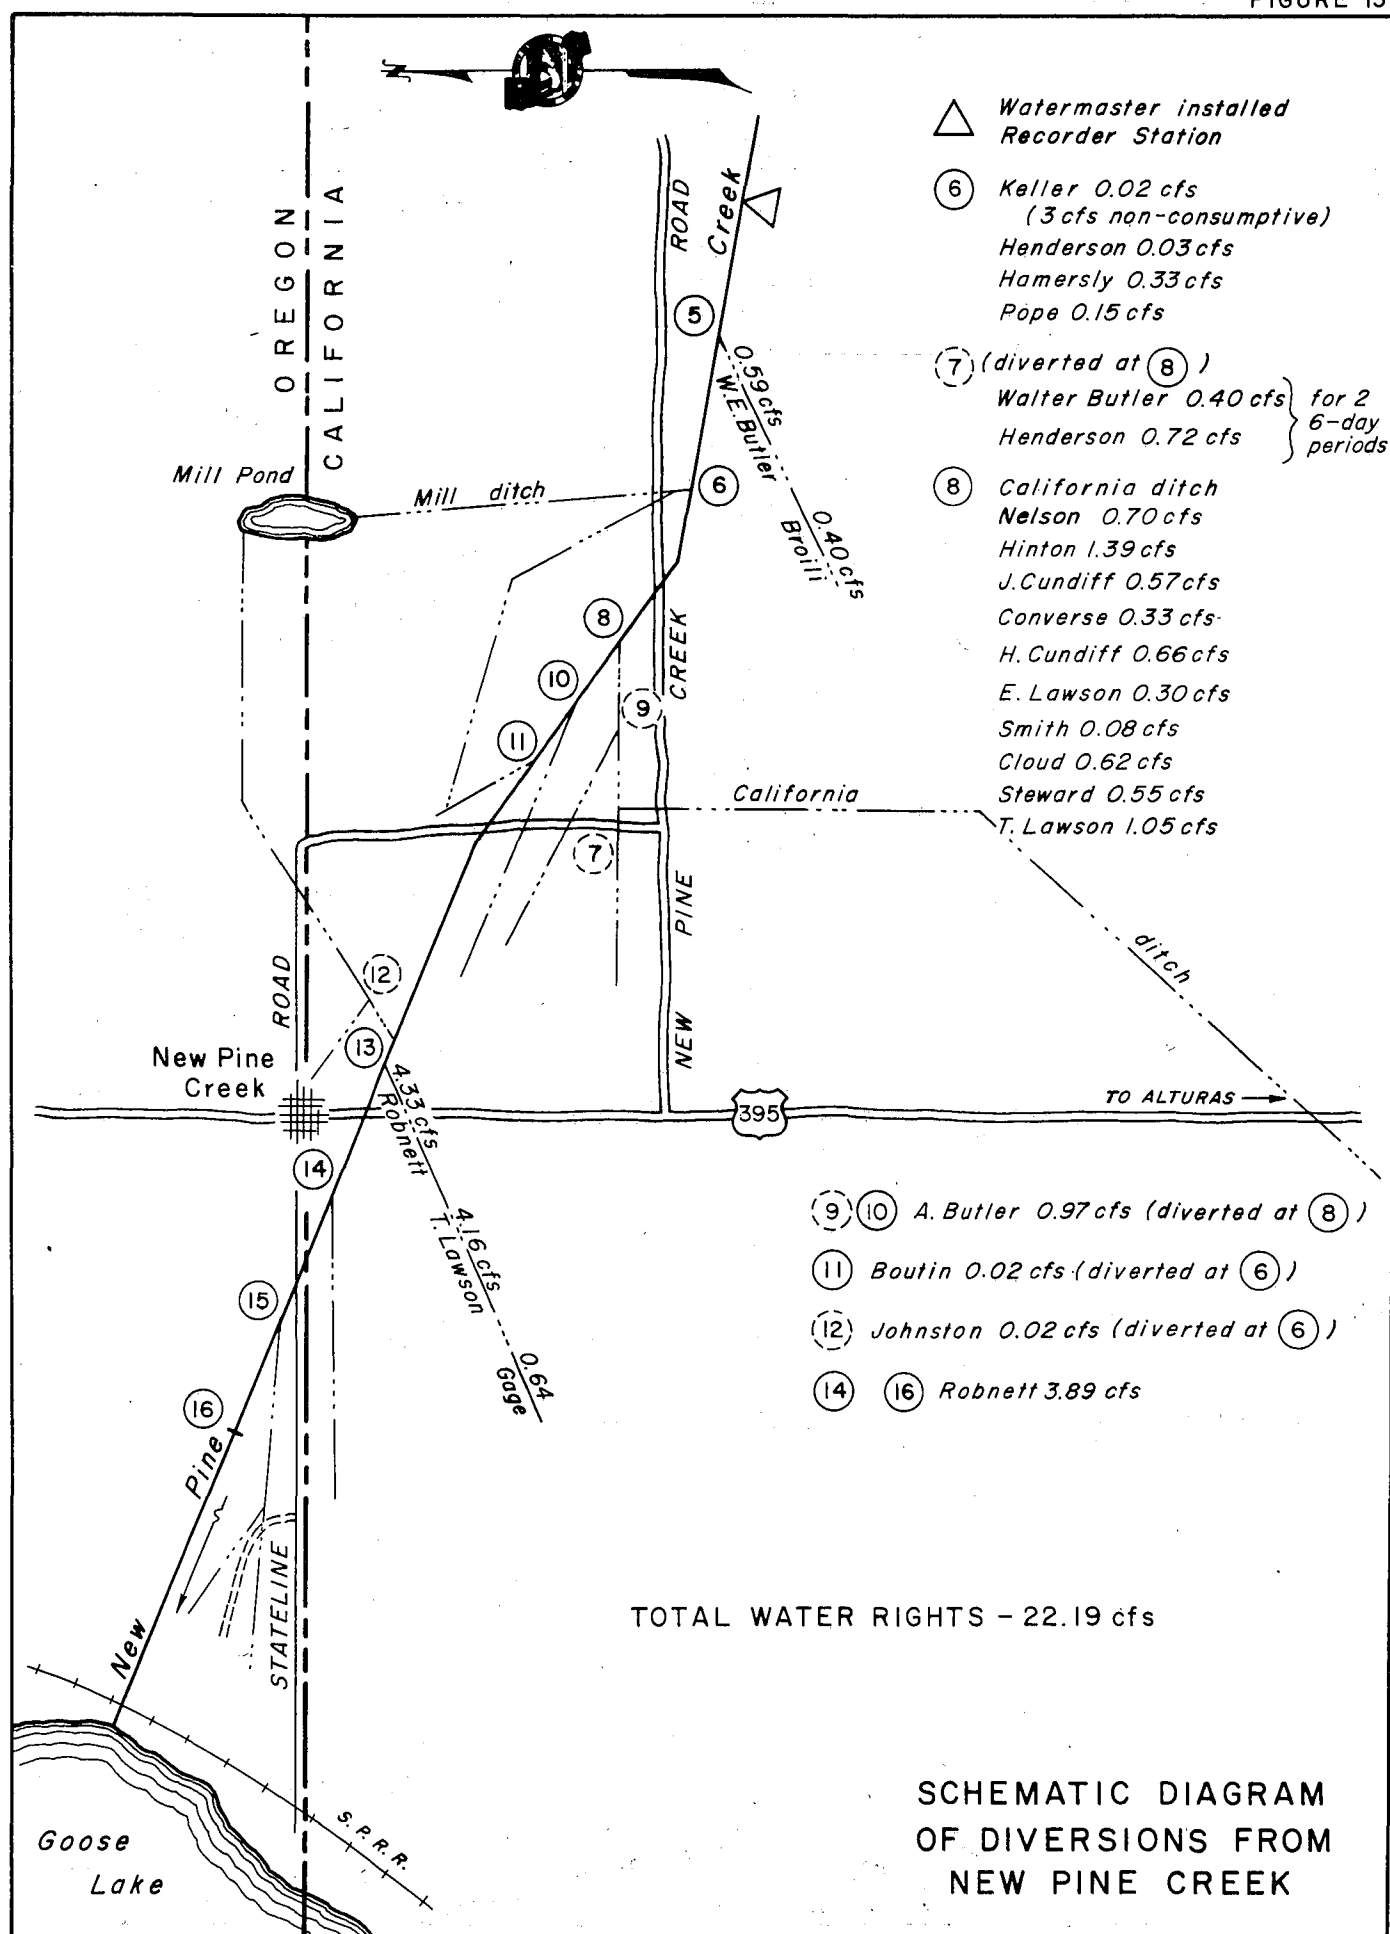 FIGURE 13
N
Watermaster installed
Recorder Station
6 Keller 0.02 cfs
(3 cfs non-consumptive)
Henderson 0.03 cfs
Hamersly 0.33 cfs
Pope 0.15 cfs
7 (diverted at 8)
Walter Butler 0.40 cfs
Henderson 0.72 cfs
for 2
6-day
periods
8 California ditch
Nelson 0.70 cfs
Hinton 1.39 cfs
J. Cundiff 0.57 cfs
Converse 0.33 cfs
H. Cundiff 0.66 cfs
E. Lawson 0.30 cfs
Smith 0.08 cfs
Cloud 0.62 cfs
Steward 0.55 cfs
T. Lawson 1.05 cfs
OREGON
CALIFORNIA
ROAD
Creek
5
0.59 cfs
W.E. Butler
0.40 cfs
Broili
Mill Pond
Mill ditch
6
8
10
9
11
CREEK
California
7
PINE
ditch
ROAD
12
13
NEW
New Pine
Creek
4.33 cfs
Robnett
395
TO ALTURAS
14
4.16 cfs
T. Lawson
0.64
Gage
9 10 A. Butler 0.97 cfs (diverted at 8)
11 Boutin 0.02 cfs (diverted at 6)
12 Johnston 0.02 cfs (diverted at 6)
14 16 Robnett 3.89 cfs
15
16
Pine
New
STATELINE
TOTAL WATER RIGHTS – 22.19 cfs
S.P.R.R.
Goose
Lake
SCHEMATIC DIAGRAM
OF DIVERSIONS FROM
NEW PINE CREEK